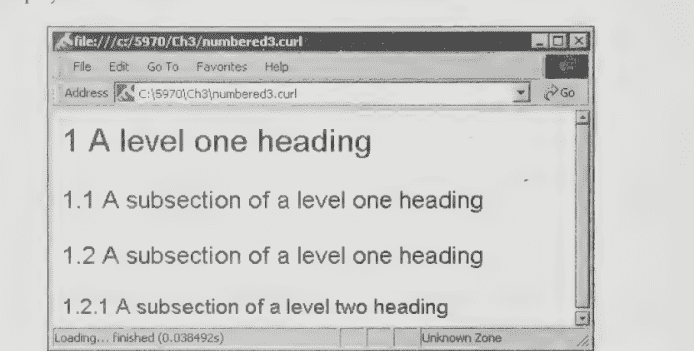 file:///c:/5970/Ch3/numbered3.curl
File Edit Go To Favorites Help
Address C:\5970\Ch3\numbered3.curl Go
1 A level one heading
1.1 A subsection of a level one heading
1.2 A subsection of a level one heading
1.2.1 A subsection of a level two heading
Loading... finished (0.038492s) Unknown Zone